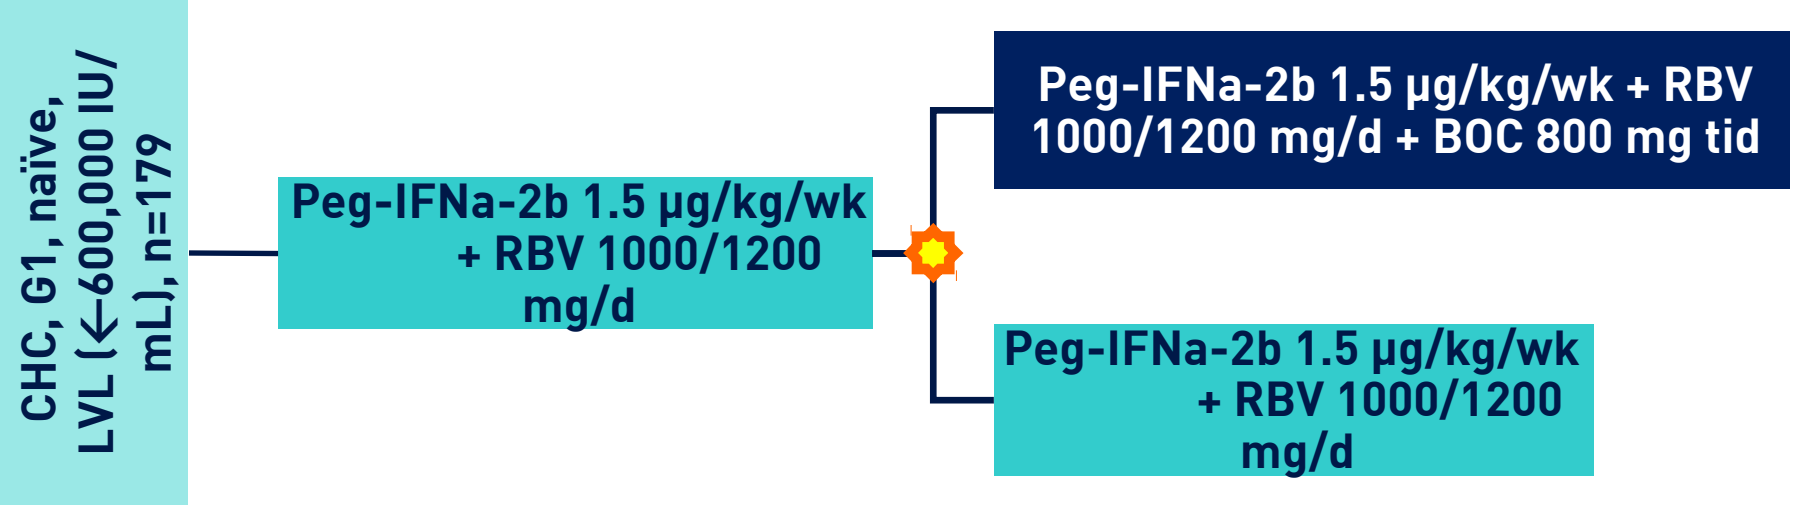 CHC, G1, naïve,
LVL (<–600,000 IU/
mL), n=179
Peg-IFNa-2b 1.5 µg/kg/wk
+ RBV 1000/1200
mg/d
Peg-IFNa-2b 1.5 µg/kg/wk + RBV
1000/1200 mg/d + BOC 800 mg tid
Peg-IFNa-2b 1.5 µg/kg/wk
+ RBV 1000/1200
mg/d